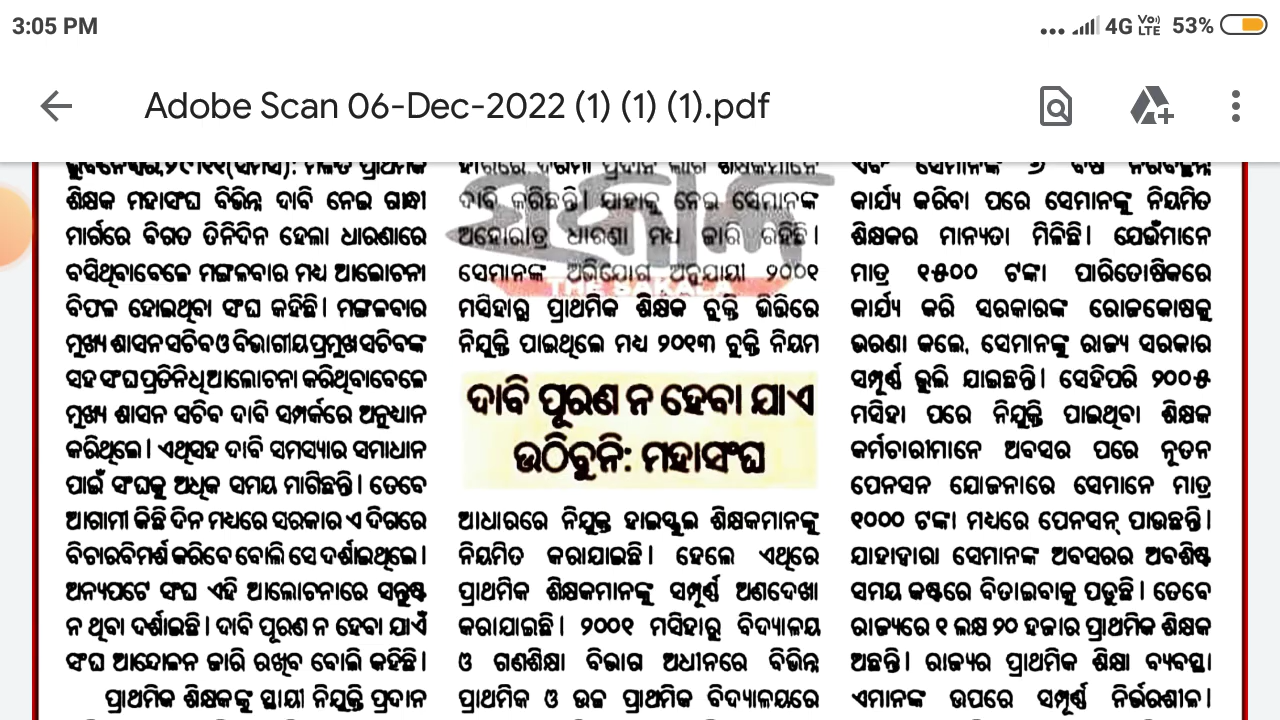 3:05 PM
4G VoLTE 53%
Adobe Scan 06-Dec-2022 (1) (1) (1).pdf
ଶିକ୍ଷକ ମହାସଂଘ ବିଭିନ୍ନ ଦାବି ନେଇ ଗାନ୍ଧୀ
ମାର୍ଗରେ ବିଗତ ତିନିଦିନ ହେଲା ଧାରଣାରେ
ବସିଥିବାବେଳେ ମଙ୍ଗଳବାର ମଧ୍ୟ ଆଲୋଚନା
ବିଫଳ ହୋଇଥିବା ସଂଘ କହିଛି। ମଙ୍ଗଳବାର
ମୁଖ୍ୟ ଶାସନ ସଚିବ ଓ ବିଭାଗୀୟ ପ୍ରମୁଖ ସଚିବଙ୍କ
ସହ ସଂଘ ପ୍ରତିନିଧି ଆଲୋଚନା କରିଥିବାବେଳେ
ମୁଖ୍ୟ ଶାସନ ସଚିବ ଦାବି ସମ୍ପର୍କରେ ଅନୁଧ୍ୟାନ
କରିଥିଲେ। ଏଥିସହ ଦାବି ସମସ୍ୟାର ସମାଧାନ
ପାଇଁ ସଂଘକୁ ଅଧିକ ସମୟ ମାଗିଛନ୍ତି। ତେବେ
ଆଗାମୀ କିଛି ଦିନ ମଧ୍ୟରେ ସରକାର ଏ ଦିଗରେ
ବିଚାରବିମର୍ଶ କରିବେ ବୋଲି ସେ ଦର୍ଶାଇଥିଲେ।
ଅନ୍ୟପଟେ ସଂଘ ଏହି ଆଲୋଚନାରେ ସନ୍ତୁଷ୍ଟ
ନ ଥିବା ଦର୍ଶାଇଛି। ଦାବି ପୂରଣ ନ ହେବା ଯାଏଁ
ସଂଘ ଆନ୍ଦୋଳନ ଜାରି ରଖିବ ବୋଲି କହିଛି।
ପ୍ରାଥମିକ ଶିକ୍ଷକଙ୍କୁ ସ୍ଥାୟୀ ନିଯୁକ୍ତି ପ୍ରଦାନ
ହାରରେ ଦରମା ପ୍ରଦାନ ଲାଗି ଶିକ୍ଷକମାନେ
ଦାବି କରିଛନ୍ତି। ଯାହାକୁ ନେଇ ସେମାନଙ୍କ
ଅହୋରାତ୍ର ଧାରଣା ମଧ୍ୟ ଜାରି ରହିଛି।
ସେମାନଙ୍କ ଅଭିଯୋଗ ଅନୁଯାୟୀ ୨୦୦୧
ମସିହାରୁ ପ୍ରାଥମିକ ଶିକ୍ଷକ ଚୁକ୍ତି ଭିତ୍ତିରେ
ନିଯୁକ୍ତି ପାଇଥିଲେ ମଧ୍ୟ ୨୦୧୩ ଚୁକ୍ତି ନିୟମ
ଦାବି ପୂରଣ ନ ହେବା ଯାଏ
ଉଠିବୁନି: ମହାସଂଘ
ଆଧାରରେ ନିଯୁକ୍ତ ହାଇସ୍କୁଲ ଶିକ୍ଷକମାନଙ୍କୁ
ନିୟମିତ କରାଯାଇଛି। ହେଲେ ଏଥିରେ
ପ୍ରାଥମିକ ଶିକ୍ଷକମାନଙ୍କୁ ସମ୍ପୂର୍ଣ୍ଣ ଅଣଦେଖା
କରାଯାଇଛି। ୨୦୦୧ ମସିହାରୁ ବିଦ୍ୟାଳୟ
ଓ ଗଣଶିକ୍ଷା ବିଭାଗ ଅଧୀନରେ ବିଭିନ୍ନ
ପ୍ରାଥମିକ ଓ ଉଚ୍ଚ ପ୍ରାଥମିକ ବିଦ୍ୟାଳୟରେ
ଏବଂ ସେମାନଙ୍କ ୬ ବର୍ଷ ନିରବଚ୍ଛିନ୍ନ
କାର୍ଯ୍ୟ କରିବା ପରେ ସେମାନଙ୍କୁ ନିୟମିତ
ଶିକ୍ଷକର ମାନ୍ୟତା ମିଳିଛି। ଯେଉଁମାନେ
ମାତ୍ର ୧୫୦୦ ଟଙ୍କା ପାରିତୋଷିକରେ
କାର୍ଯ୍ୟ କରି ସରକାରଙ୍କ ରୋଜକୋଷକୁ
ଭରଣା କଲେ, ସେମାନଙ୍କୁ ରାଜ୍ୟ ସରକାର
ସମ୍ପୂର୍ଣ୍ଣ ଭୁଲି ଯାଇଛନ୍ତି। ସେହିପରି ୨୦୦୫
ମସିହା ପରେ ନିଯୁକ୍ତି ପାଇଥିବା ଶିକ୍ଷକ
କର୍ମଚାରୀମାନେ ଅବସର ପରେ ନୂତନ
ପେନସନ ଯୋଜନାରେ ସେମାନେ ମାତ୍ର
୧୦୦୦ ଟଙ୍କା ମଧ୍ୟରେ ପେନସନ୍ ପାଉଛନ୍ତି।
ଯାହାଦ୍ୱାରା ସେମାନଙ୍କ ଅବସରର ଅବଶିଷ୍ଟ
ସମୟ କଷ୍ଟରେ ବିତାଇବାକୁ ପଡୁଛି। ତେବେ
ରାଜ୍ୟରେ ୧ ଲକ୍ଷ ୨୦ ହଜାର ପ୍ରାଥମିକ ଶିକ୍ଷକ
ଅଛନ୍ତି। ରାଜ୍ୟର ପ୍ରାଥମିକ ଶିକ୍ଷା ବ୍ୟବସ୍ଥା
ଏମାନଙ୍କ ଉପରେ ସମ୍ପୂର୍ଣ୍ଣ ନିର୍ଭରଶୀଳ।